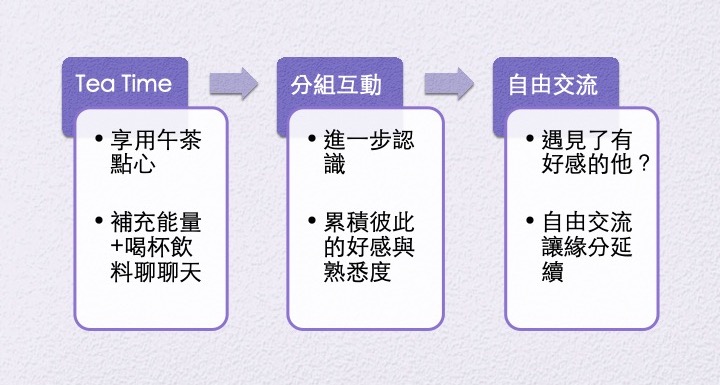 Tea Time
• 享用午茶
點心
• 補充能量
+喝杯飲
料聊聊天
分組互動
• 進一步認
識
• 累積彼此
的好感與
熟悉度
自由交流
• 遇見了有
好感的他？
• 自由交流
讓緣分延
續